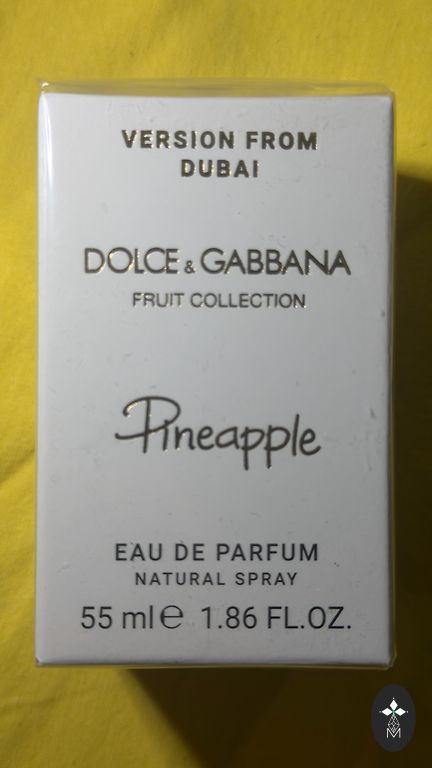 VERSION FROM
DUBAI
DOLCE & GABBANA
FRUIT COLLECTION
Pineapple
EAU DE PARFUM
NATURAL SPRAY
55 ml℮ 1.86 FL.OZ.
M